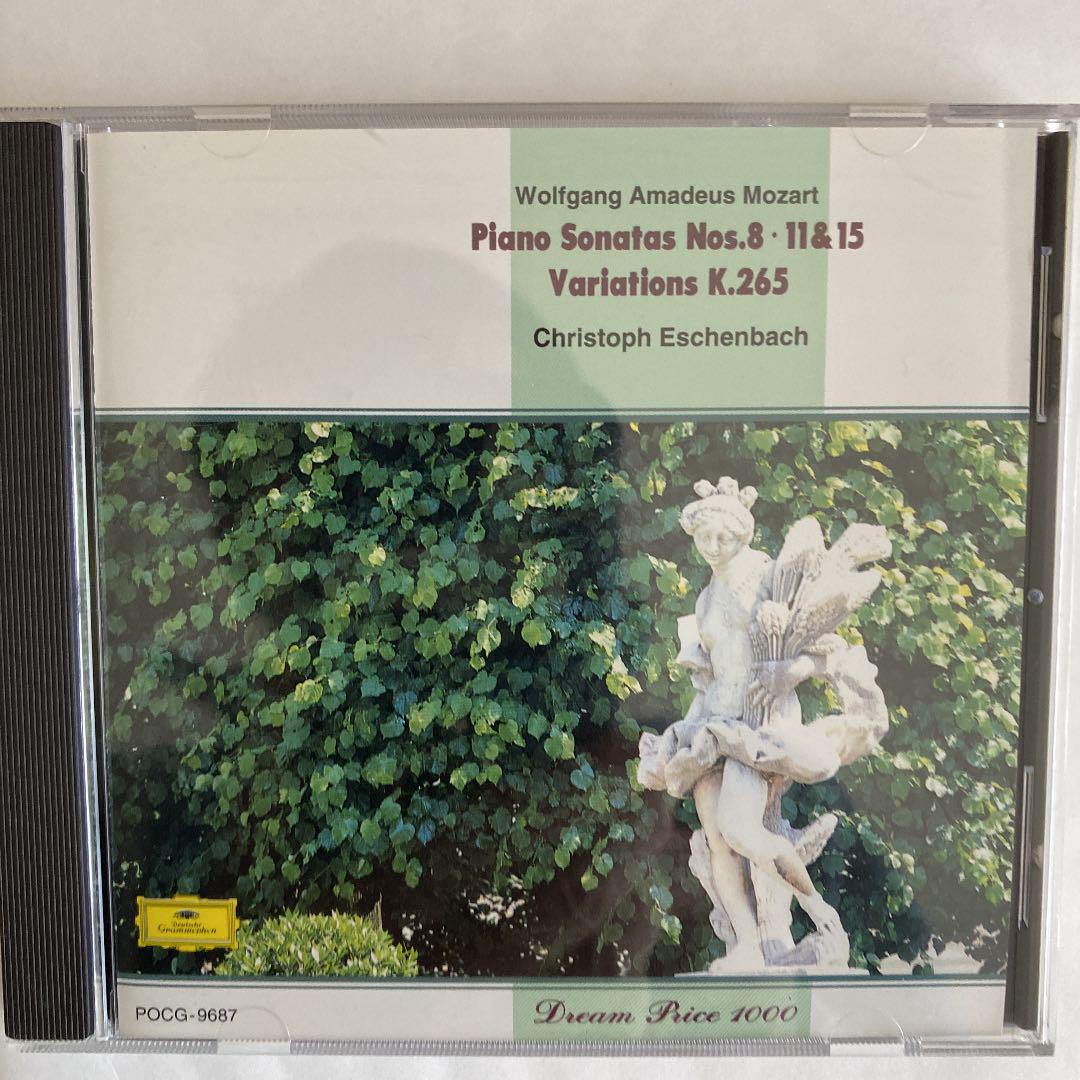 Wolfgang Amadeus Mozart
Piano Sonatas Nos.8・11&15
Variations K.265
Christoph Eschenbach
Deutsche
Grammophon
POCG-9687
Dream Price 1000